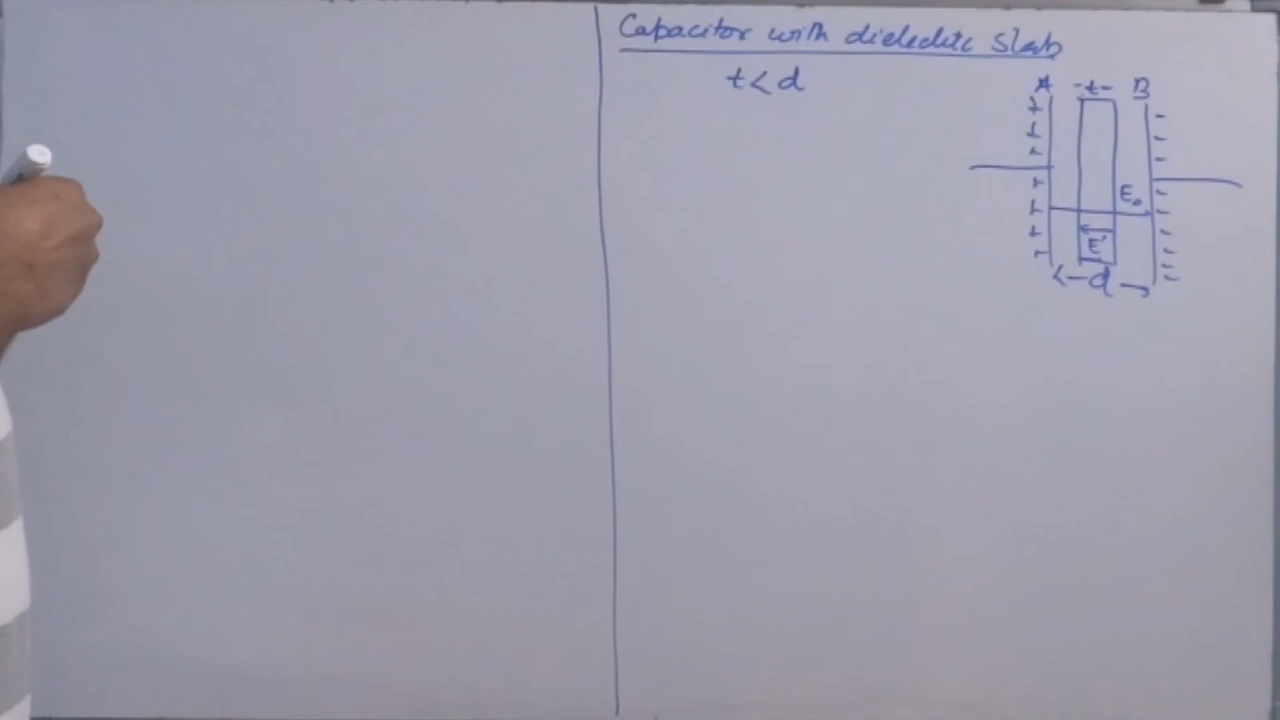 Capacitor with dielectric Slab
t < d
A -t- B
E₀
E'
d